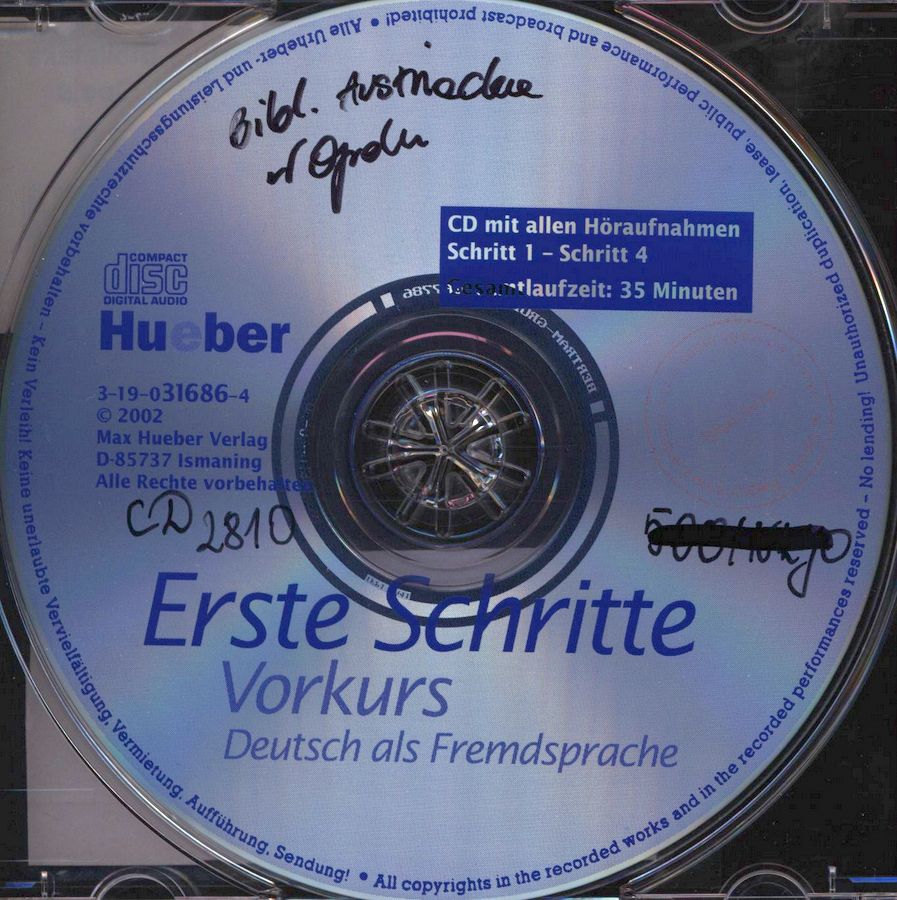 Bibl. Austriacka
w Opolu
CD mit allen Höraufnahmen
Schritt 1 – Schritt 4
Gesamtlaufzeit: 35 Minuten
COMPACT
disc
DIGITAL AUDIO
Hueber
3-19-031686-4
© 2002
Max Hueber Verlag
D-85737 Ismaning
Alle Rechte vorbehalten
CD 2810
Erste Schritte
Vorkurs
Deutsch als Fremdsprache
Alle Urheber- und Leistungsschutzrechte vorbehalten – Kein Verleih! Keine unerlaubte Vervielfältigung, Vermietung, Aufführung, Sendung! • All copyrights in the recorded works and in the recorded performances reserved – No lending! Unauthorized duplication, lease, public performance and broadcast prohibited! •